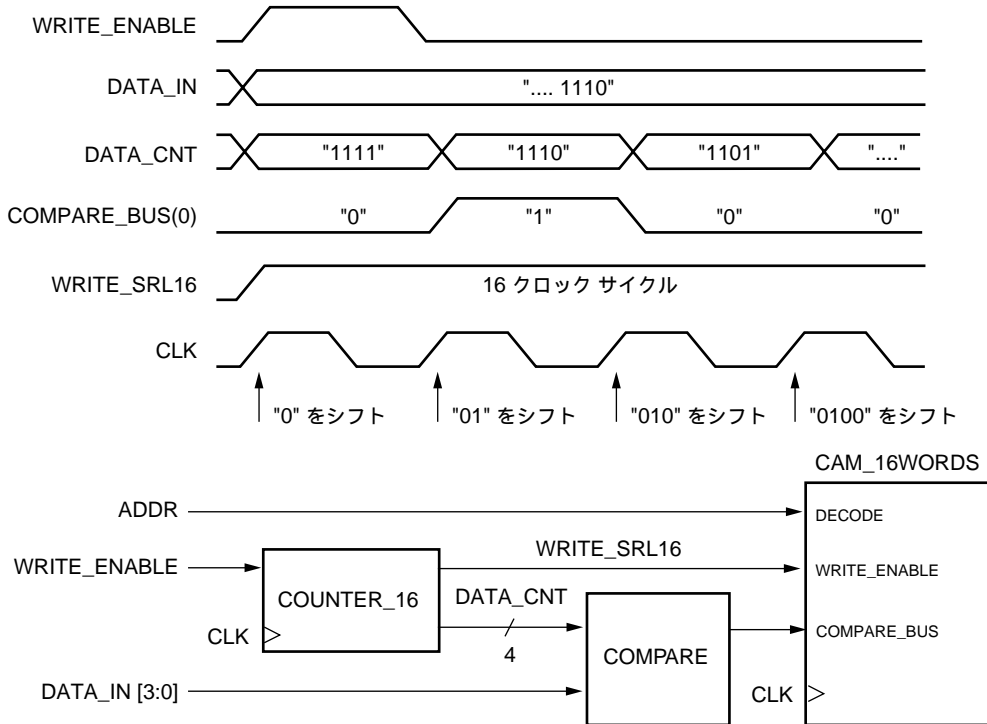 WRITE_ENABLE
DATA_IN
".... 1110"
DATA_CNT
"1111"
"1110"
"1101"
"...."
COMPARE_BUS(0)
"0"
"1"
"0"
"0"
WRITE_SRL16
16 クロック サイクル
CLK
"0" をシフト
"01" をシフト
"010" をシフト
"0100" をシフト
CAM_16WORDS
ADDR
DECODE
WRITE_ENABLE
WRITE_SRL16
WRITE_ENABLE
COUNTER_16
DATA_CNT
CLK
4
COMPARE
COMPARE_BUS
DATA_IN [3:0]
CLK